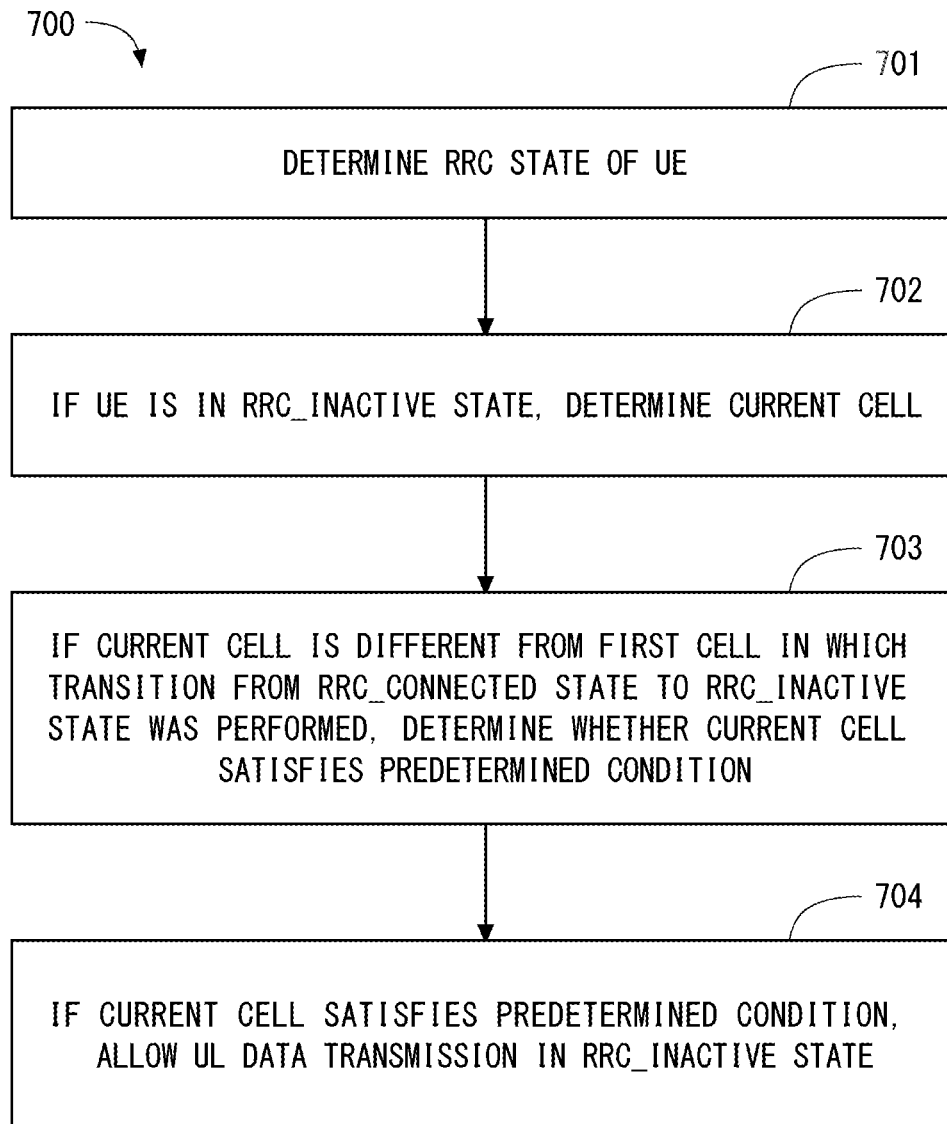 700
701
DETERMINE RRC STATE OF UE
702
IF UE IS IN RRC_INACTIVE STATE, DETERMINE CURRENT CELL
703
IF CURRENT CELL IS DIFFERENT FROM FIRST CELL IN WHICH
TRANSITION FROM RRC_CONNECTED STATE TO RRC_INACTIVE
STATE WAS PERFORMED, DETERMINE WHETHER CURRENT CELL
SATISFIES PREDETERMINED CONDITION
704
IF CURRENT CELL SATISFIES PREDETERMINED CONDITION,
ALLOW UL DATA TRANSMISSION IN RRC_INACTIVE STATE